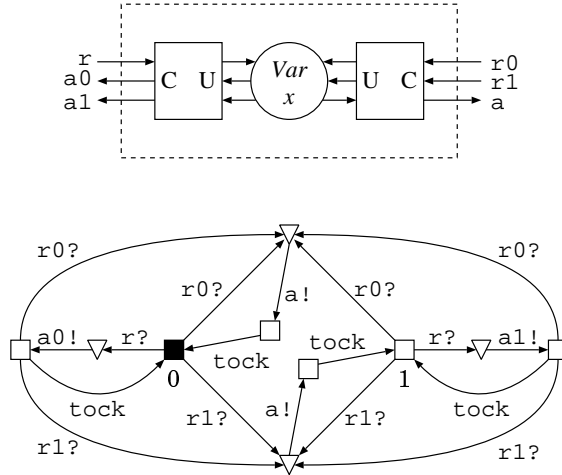 r
a0
a1
C U
Var
x
U C
r0
r1
a
r0? r0?
r0? a! r0?
a0! r? tock r? a1!
tock
0 1
tock a! tock
r1? r1?
r1? r1?